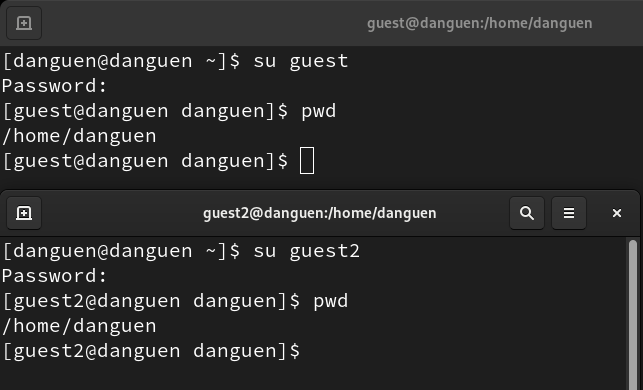 guest@danguen:/home/danguen
[danguen@danguen ~]$ su guest
Password:
[guest@danguen danguen]$ pwd
/home/danguen
[guest@danguen danguen]$
guest2@danguen:/home/danguen
[danguen@danguen ~]$ su guest2
Password:
[guest2@danguen danguen]$ pwd
/home/danguen
[guest2@danguen danguen]$